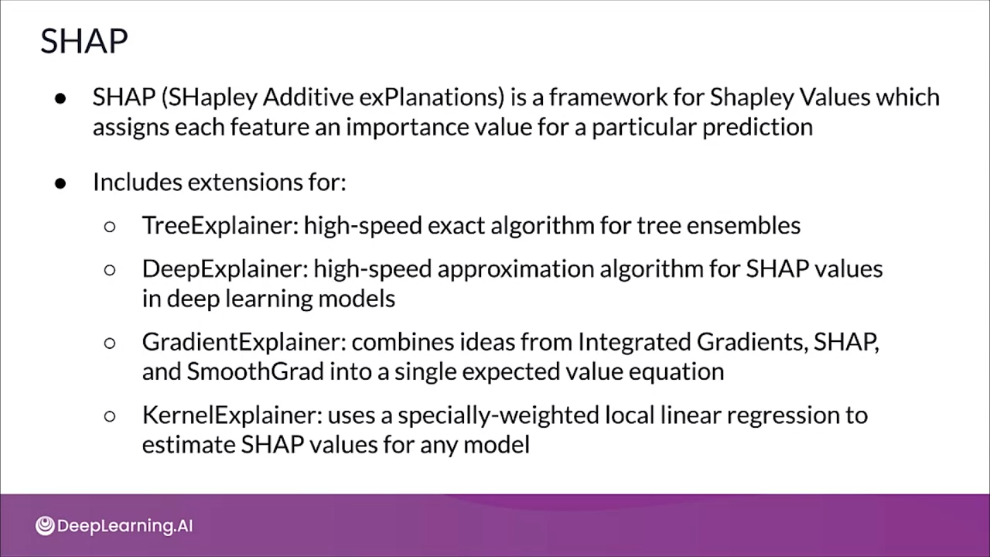 SHAP
● SHAP (SHapley Additive exPlanations) is a framework for Shapley Values which
assigns each feature an importance value for a particular prediction
● Includes extensions for:
○ TreeExplainer: high-speed exact algorithm for tree ensembles
○ DeepExplainer: high-speed approximation algorithm for SHAP values
in deep learning models
○ GradientExplainer: combines ideas from Integrated Gradients, SHAP,
and SmoothGrad into a single expected value equation
○ KernelExplainer: uses a specially-weighted local linear regression to
estimate SHAP values for any model
DeepLearning.AI